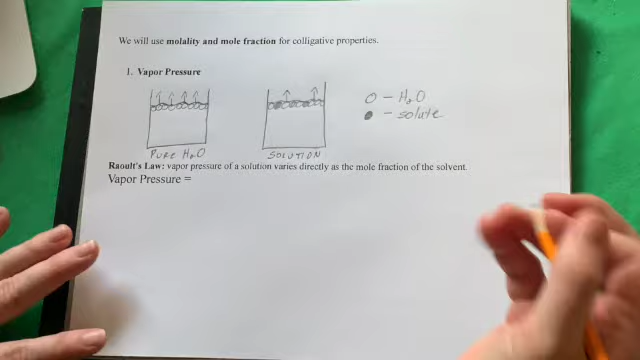 We will use molality and mole fraction for colligative properties.
1. Vapor Pressure
O - H₂O
● - solute
PURE H₂O
SOLUTION
Raoult's Law: vapor pressure of a solution varies directly as the mole fraction of the solvent.
Vapor Pressure =